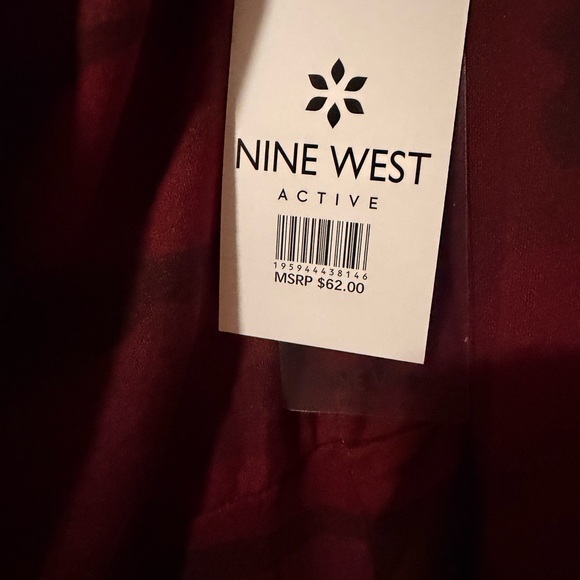 NINE WEST
ACTIVE
195944438146
MSRP $62.00